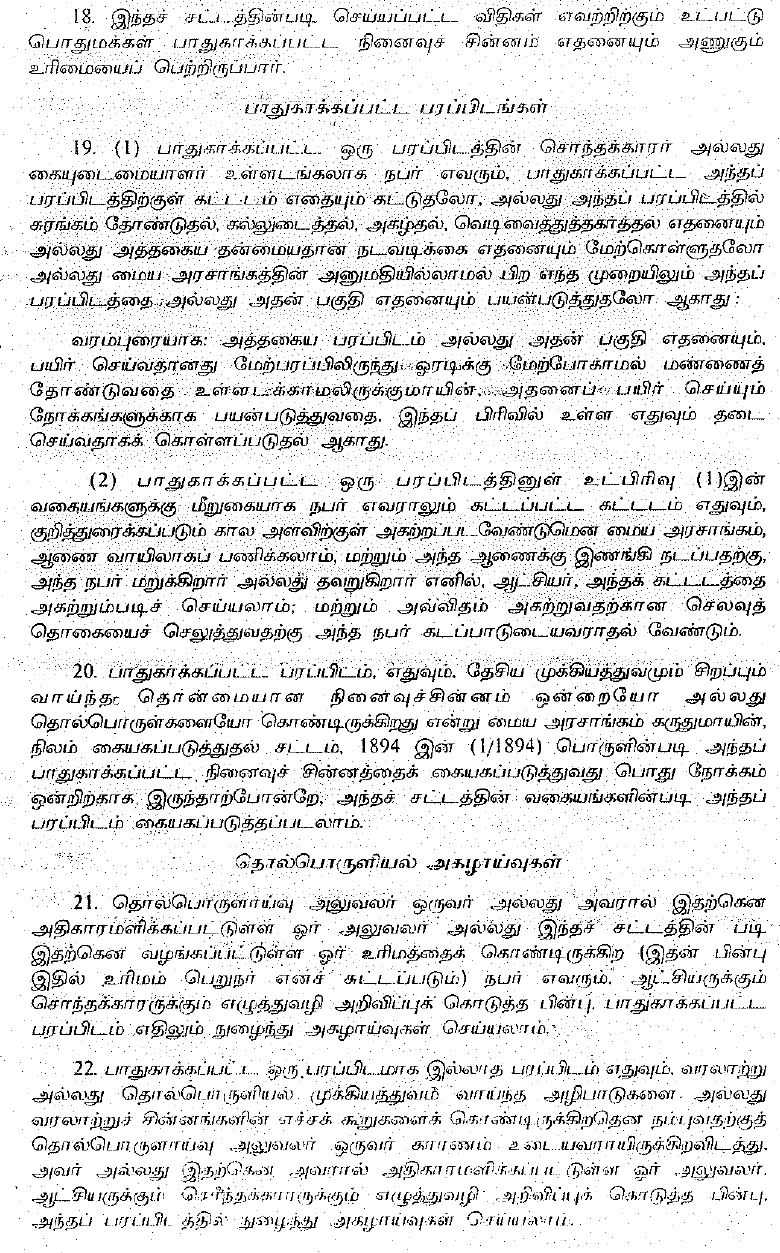 18. இந்தச் சட்டத்தின்படி செய்யப்பட்ட விதிகள் எவற்றிற்கும் உட்பட்டு
பொதுமக்கள் பாதுகாக்கப்பட்ட நினைவுச் சின்னம் எதனையும் அணுகும்
உரிமையைப் பெற்றிருப்பார்.
பாதுகாக்கப்பட்ட பரப்பிடங்கள்
19. (1) பாதுகாக்கப்பட்ட ஒரு பரப்பிடத்தின் சொந்தக்காரர் அல்லது
கையுடைமையாளர் உள்ளடங்கலாக நபர் எவரும், பாதுகாக்கப்பட்ட அந்தப்
பரப்பிடத்திற்குள் கட்டடம் எதையும் கட்டுதலோ, அல்லது அந்தப் பரப்பிடத்தில்
சுரங்கம் தோண்டுதல், கல்லுடைத்தல், அகழ்தல், வெடிவைத்துத்தகர்த்தல் எதனையும்
அல்லது அத்தகைய தன்மையதான நடவடிக்கை எதனையும் மேற்கொள்ளுதலோ
அல்லது மைய அரசாங்கத்தின் அனுமதியில்லாமல் பிற எந்த முறையிலும் அந்தப்
பரப்பிடத்தை அல்லது அதன் பகுதி எதனையும் பயன்படுத்துதலோ ஆகாது :
வரம்புரையாக: அத்தகைய பரப்பிடம் அல்லது அதன் பகுதி எதனையும்,
பயிர் செய்வதானது மேற்பரப்பிலிருந்து ஓரடிக்கு மேற்போகாமல் மண்ணைத்
தோண்டுவதை உள்ளடக்காமலிருக்குமாயின், அதனைப் பயிர் செய்யும்
நோக்கங்களுக்காக பயன்படுத்துவதை, இந்தப் பிரிவில் உள்ள எதுவும் தடை
செய்வதாகக் கொள்ளப்படுதல் ஆகாது.
(2) பாதுகாக்கப்பட்ட ஒரு பரப்பிடத்தினுள் உட்பிரிவு (1)இன்
வகையங்களுக்கு மீறுகையாக நபர் எவராலும் கட்டப்பட்ட கட்டடம் எதுவும்,
குறித்துரைக்கப்படும் கால அளவிற்குள் அகற்றப்படவேண்டுமென மைய அரசாங்கம்,
ஆணை வாயிலாகப் பணிக்கலாம், மற்றும் அந்த ஆணைக்கு இணங்கி நடப்பதற்கு,
அந்த நபர் மறுக்கிறார் அல்லது தவறுகிறார் எனில், ஆட்சியர், அந்தக் கட்டடத்தை
அகற்றும்படிச் செய்யலாம்; மற்றும் அவ்விதம் அகற்றுவதற்கான செலவுத்
தொகையைச் செலுத்துவதற்கு அந்த நபர் கடப்பாடுடையவராதல் வேண்டும்.
20. பாதுகாக்கப்பட்ட பரப்பிடம், எதுவும், தேசிய முக்கியத்துவமும் சிறப்பும்
வாய்ந்த தொன்மையான நினைவுச்சின்னம் ஒன்றையோ அல்லது
தொல்பொருள்களையோ கொண்டிருக்கிறது என்று மைய அரசாங்கம் கருதுமாயின்,
நிலம் கையகப்படுத்துதல் சட்டம், 1894 இன் (1/1894) பொருளின்படி அந்தப்
பாதுகாக்கப்பட்ட நினைவுச் சின்னத்தைக் கையகப்படுத்துவது பொது நோக்கம்
ஒன்றிற்காக இருந்தாற்போன்றே, அந்தச் சட்டத்தின் வகையங்களின்படி அந்தப்
பரப்பிடம் கையகப்படுத்தப்படலாம்.
தொல்பொருளியல் அகழாய்வுகள்
21. தொல்பொருளாய்வு அலுவலர் ஒருவர் அல்லது அவரால் இதற்கென
அதிகாரமளிக்கப்பட்டுள்ள ஓர் அலுவலர் அல்லது இந்தச் சட்டத்தின் படி
இதற்கென வழங்கப்பட்டுள்ள ஓர் உரிமத்தைக் கொண்டிருக்கிற (இதன் பின்பு
இதில் உரிமம் பெறுநர் எனச் சுட்டப்படும்) நபர் எவரும், ஆட்சியருக்கும்
சொந்தக்காரருக்கும் எழுத்துவழி அறிவிப்புக் கொடுத்த பின்பு, பாதுகாக்கப்பட்ட
பரப்பிடம் எதிலும் நுழைந்து அகழாய்வுகள் செய்யலாம்.
22. பாதுகாக்கப்பட்ட ஒரு பரப்பிடமாக இல்லாத பரப்பிடம் எதுவும், வரலாற்று
அல்லது தொல்பொருளியல் முக்கியத்துவம் வாய்ந்த அழிபாடுகளை அல்லது
வரலாற்றுச் சின்னங்களின் எச்சக் கூறுகளைக் கொண்டிருக்கிறதென நம்புவதற்குத்
தொல்பொருளாய்வு அலுவலர் ஒருவர் காரணம் உடையவராயிருக்கிறவிடத்து,
அவர் அல்லது இதற்கென அவரால் அதிகாரமளிக்கப்பட்டுள்ள ஓர் அலுவலர்,
ஆட்சியருக்கும் சொந்தக்காரருக்கும் எழுத்துவழி அறிவிப்புக் கொடுத்த பின்பு,
அந்தப் பரப்பிடத்தில் நுழைந்து அகழாய்வுகள் செய்யலாம்.